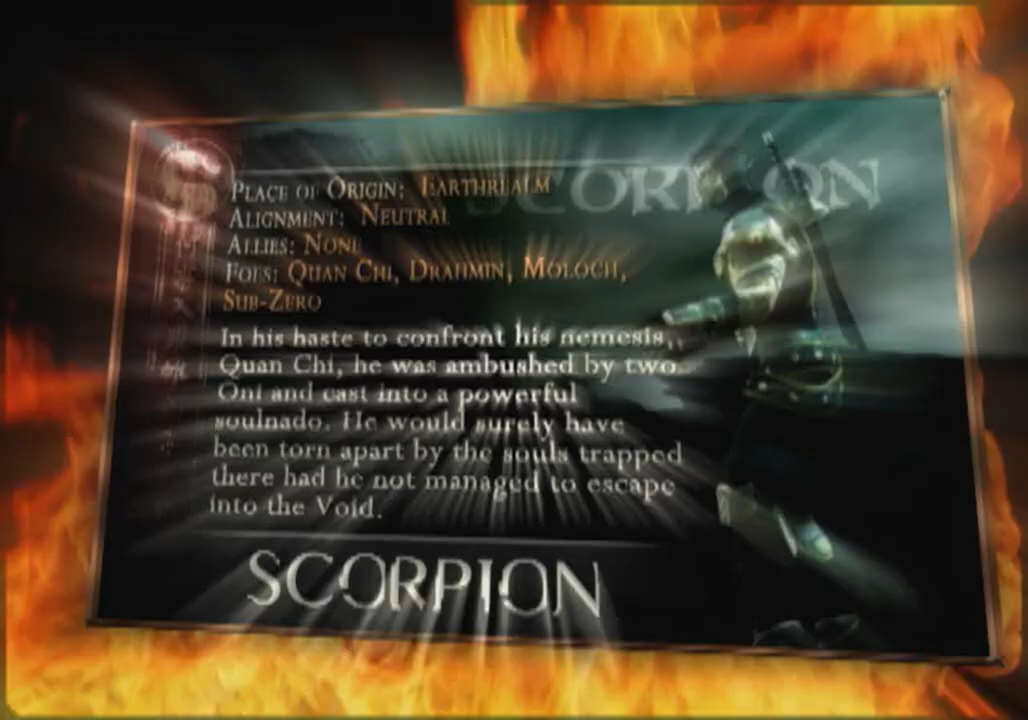 SCORPION
PLACE OF ORIGIN: EARTHREALM
ALIGNMENT: NEUTRAL
ALLIES: NONE
FOES: QUAN CHI, DRAHMIN, MOLOCH,
SUB-ZERO
In his haste to confront his nemesis,
Quan Chi, he was ambushed by two
Oni and cast into a powerful
soulnado. He would surely have
been torn apart by the souls trapped
there had he not managed to escape
into the Void.
SCORPION